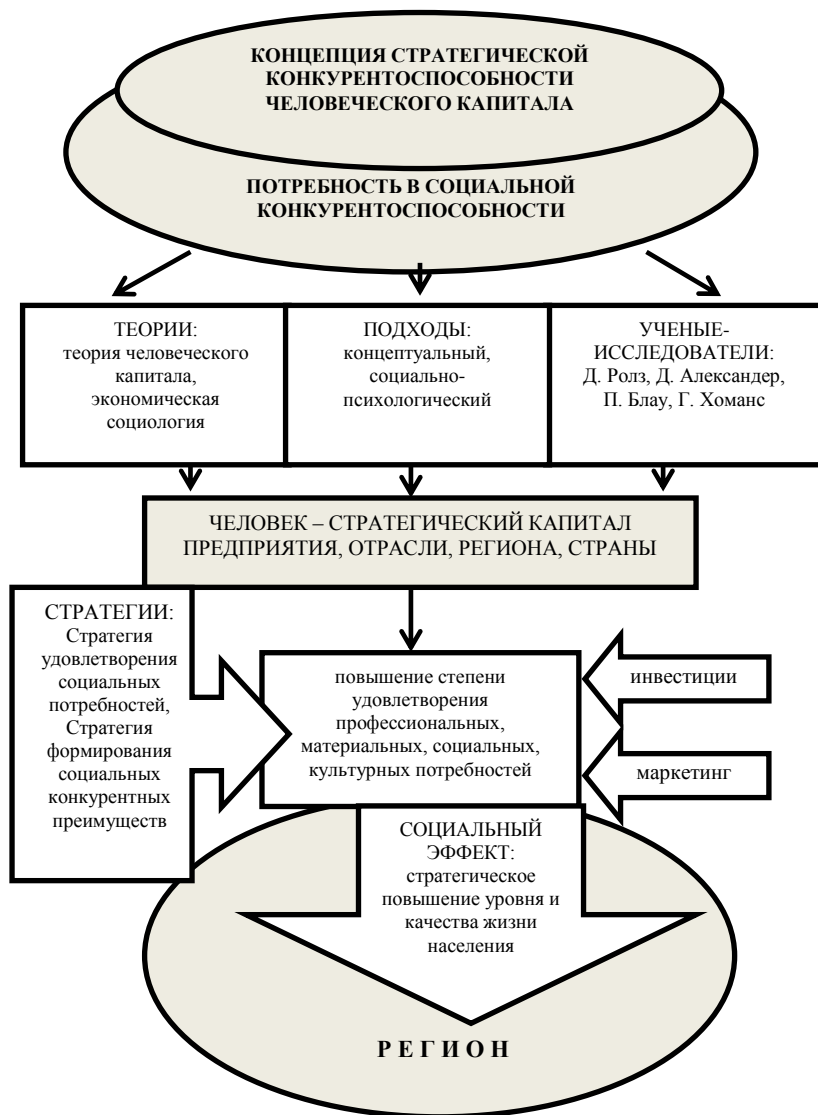 КОНЦЕПЦИЯ СТРАТЕГИЧЕСКОЙ
КОНКУРЕНТОСПОСОБНОСТИ
ЧЕЛОВЕЧЕСКОГО КАПИТАЛА
ПОТРЕБНОСТЬ В СОЦИАЛЬНОЙ
КОНКУРЕНТОСПОСОБНОСТИ
ТЕОРИИ:
теория человеческого
капитала,
экономическая
социология
ПОДХОДЫ:
концептуальный,
социально-
психологический
УЧЕНЫЕ-
ИССЛЕДОВАТЕЛИ:
Д. Ролз, Д. Александер,
П. Блау, Г. Хоманс
ЧЕЛОВЕК – СТРАТЕГИЧЕСКИЙ КАПИТАЛ
ПРЕДПРИЯТИЯ, ОТРАСЛИ, РЕГИОНА, СТРАНЫ
СТРАТЕГИИ:
Стратегия
удовлетворения
социальных
потребностей,
Стратегия
формирования
социальных
конкурентных
преимуществ
повышение степени
удовлетворения
профессиональных,
материальных, социальных,
культурных потребностей
инвестиции
маркетинг
СОЦИАЛЬНЫЙ
ЭФФЕКТ:
стратегическое
повышение уровня и
качества жизни
населения
Р Е Г И О Н